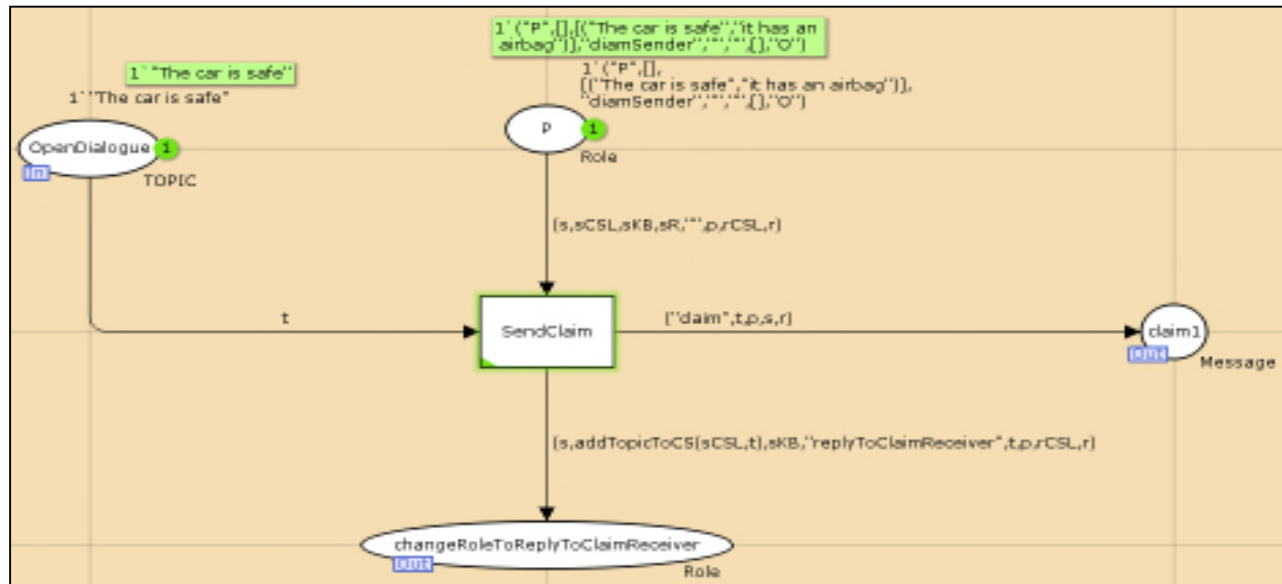 1`("P",[],[("The car is safe","it has an
airbag")],"diamSender","","",[],"O")
1`"The car is safe"
1`("P",[],
[("The car is safe","it has an airbag")],
"diamSender","","",[],"O")
1`"The car is safe"
P
1
Role
OpenDialogue
1
In
TOPIC
(s,sCSL,sKB,sR,"",p,rCSL,r)
t
SendClaim
("claim",t,p,s,r)
claim1
Out
Message
(s,addTopicToCS(sCSL,t),sKB,"replyToClaimReceiver",t,p,rCSL,r)
changeRoleToReplyToClaimReceiver
Out
Role